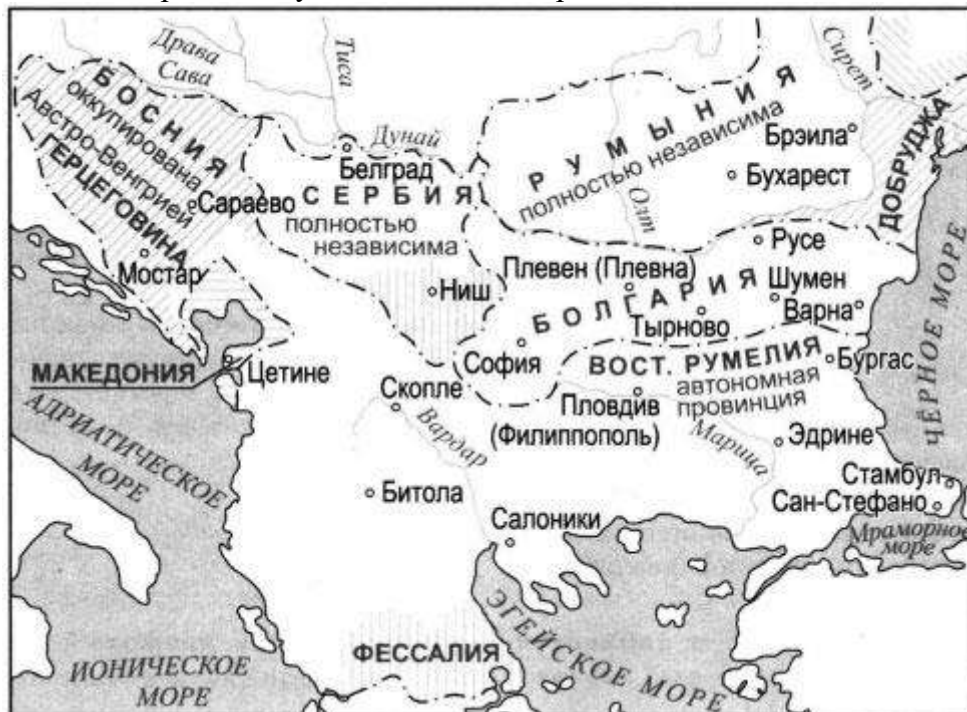 Драва
Сава
Тиса
Сирет
БОСНИЯ
оккупирована
Австро-Венгрией
ГЕРЦЕГОВИНА
Сараево
Мостар
Дунай
Белград
СЕРБИЯ
полностью
независима
Ниш
РУМЫНИЯ
полностью независима
Брэила
Бухарест
Олт
ДОБРУДЖА
Русе
Плевен (Плевна)
Шумен
БОЛГАРИЯ
Тырново
Варна
София
ВОСТ. РУМЕЛИЯ
автономная
провинция
Бургас
ЧЁРНОЕ МОРЕ
МАКЕДОНИЯ
Цетине
Скопле
Вардар
Пловдив
(Филиппополь)
Марица
Эдрине
АДРИАТИЧЕСКОЕ
МОРЕ
Битола
Стамбул
Сан-Стефано
Салоники
Мраморное
море
ЭГЕЙСКОЕ МОРЕ
ФЕССАЛИЯ
ИОНИЧЕСКОЕ
МОРЕ